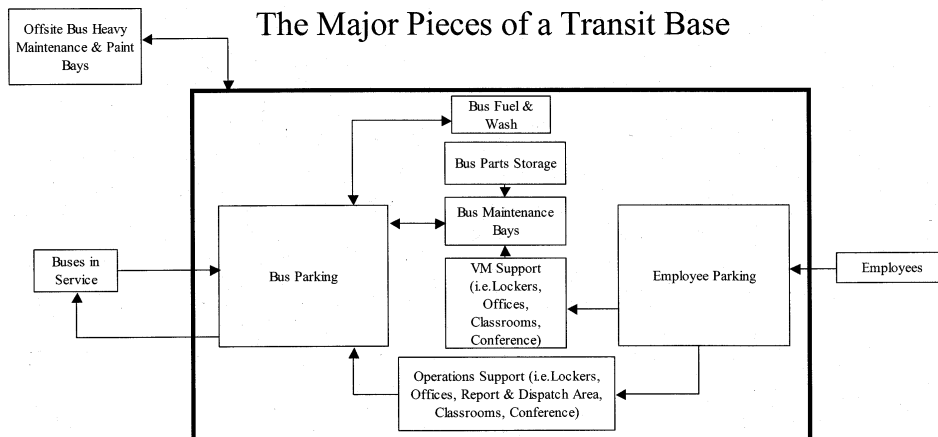 The Major Pieces of a Transit Base
Offsite Bus Heavy
Maintenance & Paint
Bays
Bus Fuel &
Wash
Bus Parts Storage
Bus Maintenance
Bays
Buses in
Service
Bus Parking
VM Support
(i.e.Lockers,
Offices,
Classrooms,
Conference)
Employee Parking
Employees
Operations Support (i.e.Lockers,
Offices, Report & Dispatch Area,
Classrooms, Conference)